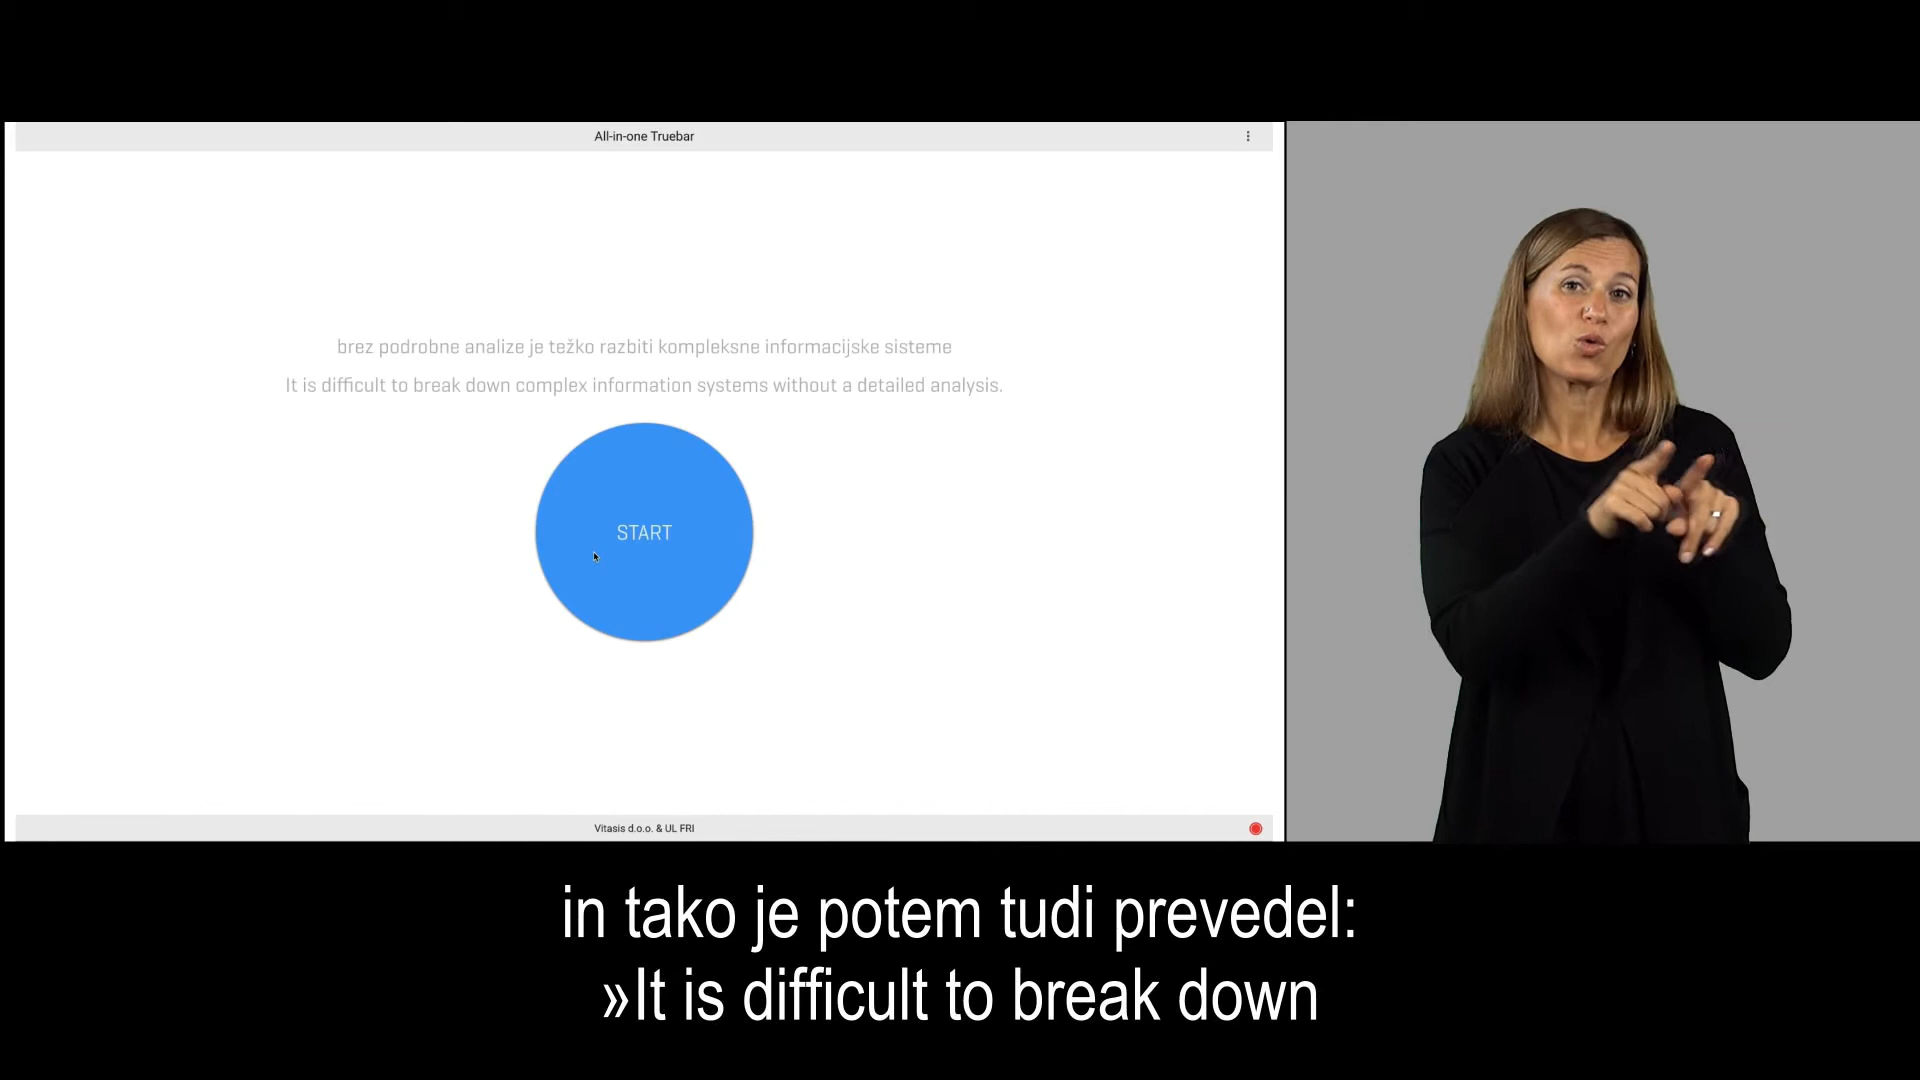 All-in-one Truebar
brez podrobne analize je težko razbiti kompleksne informacijske sisteme
It is difficult to break down complex information systems without a detailed analysis.
START
Vitasis d.o.o. & UL FRI
in tako je potem tudi prevedel:
»It is difficult to break down